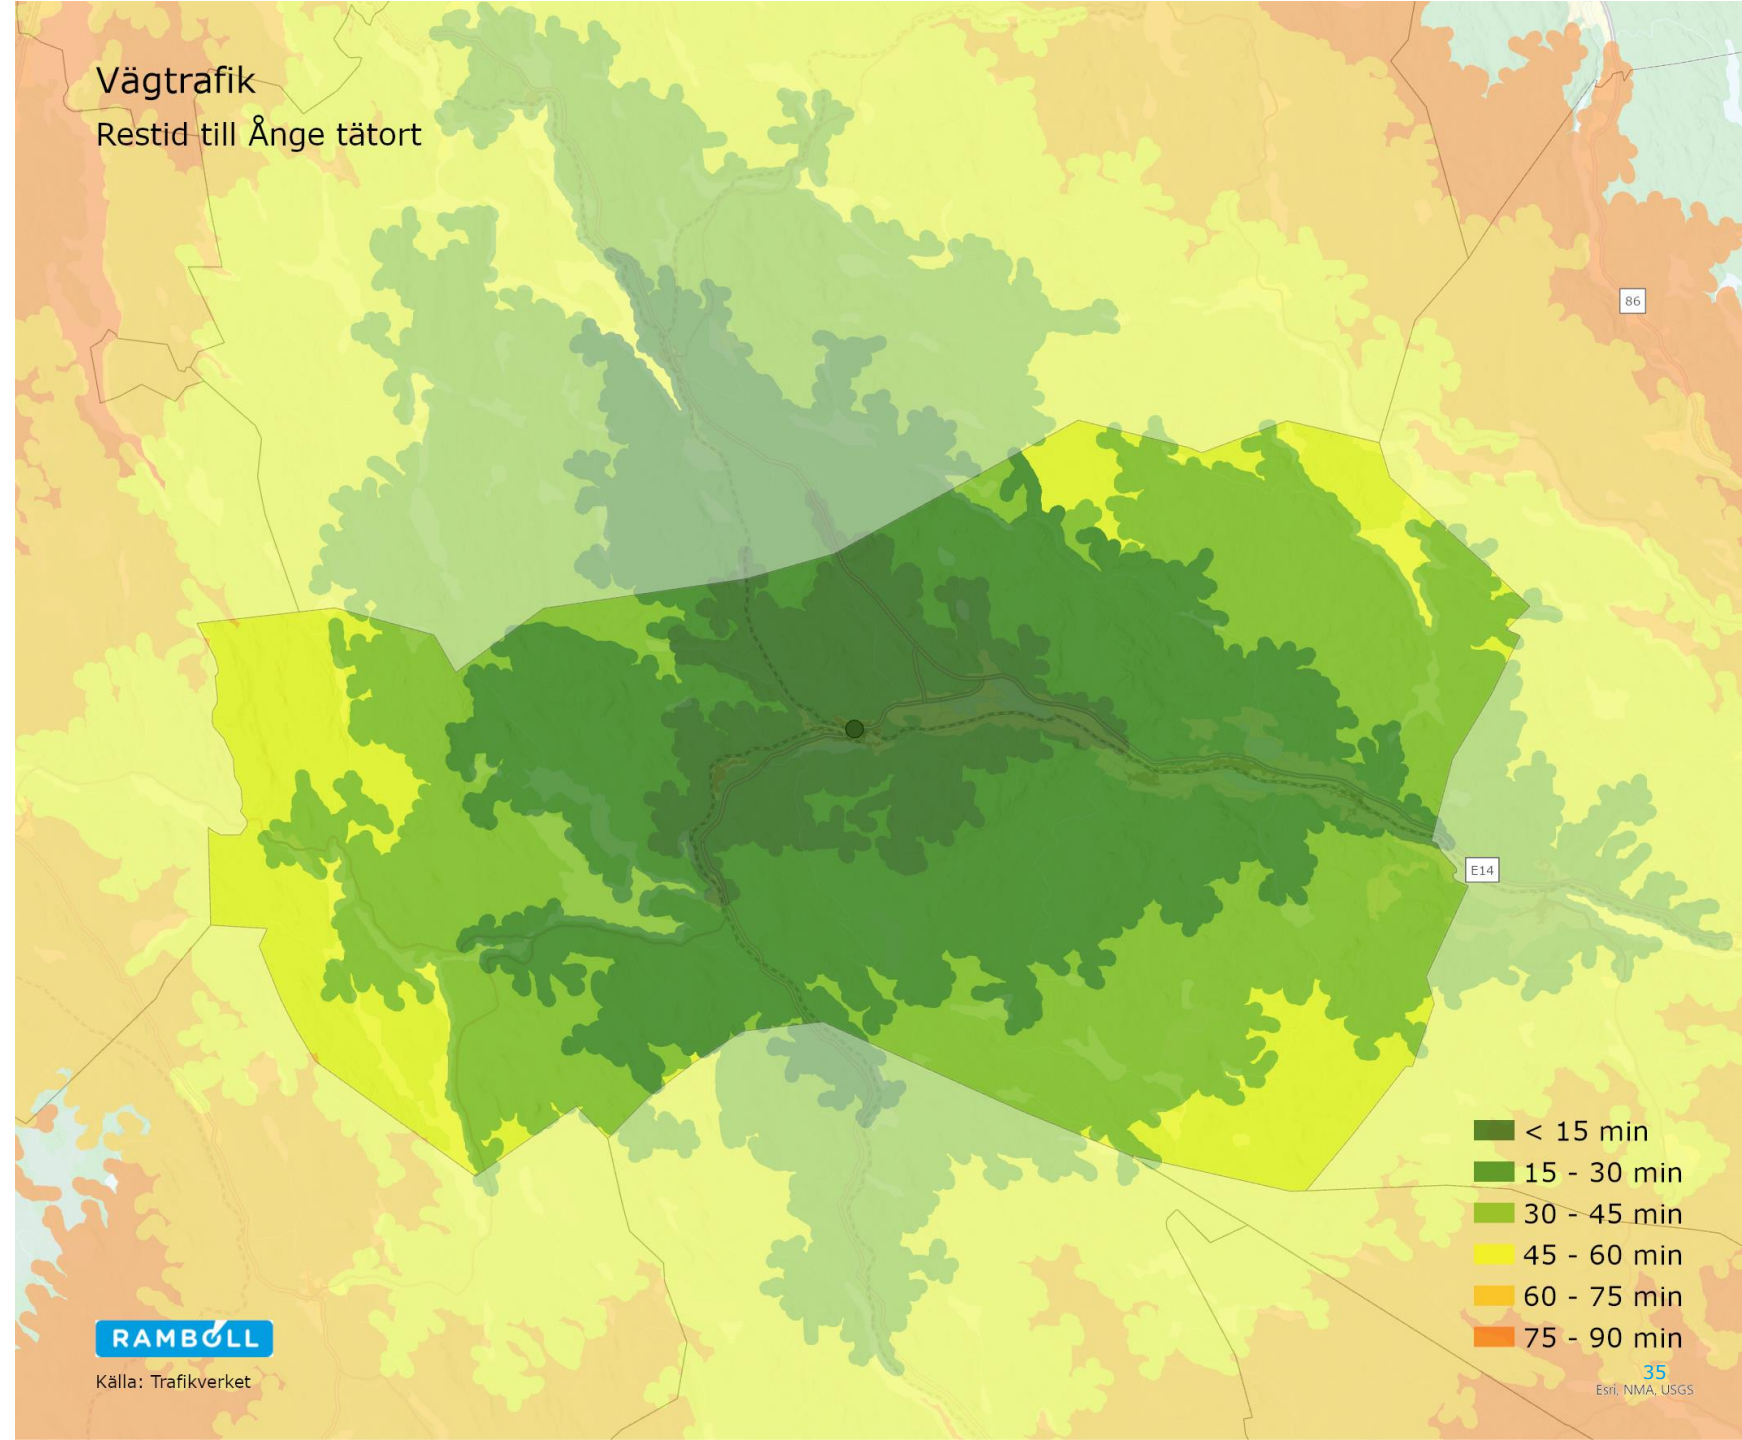 Vägtrafik
Restid till Ånge tätort
86
E14
< 15 min
15 - 30 min
30 - 45 min
45 - 60 min
60 - 75 min
75 - 90 min
RAMBOLL
Källa: Trafikverket
35
Esri, NMA, USGS